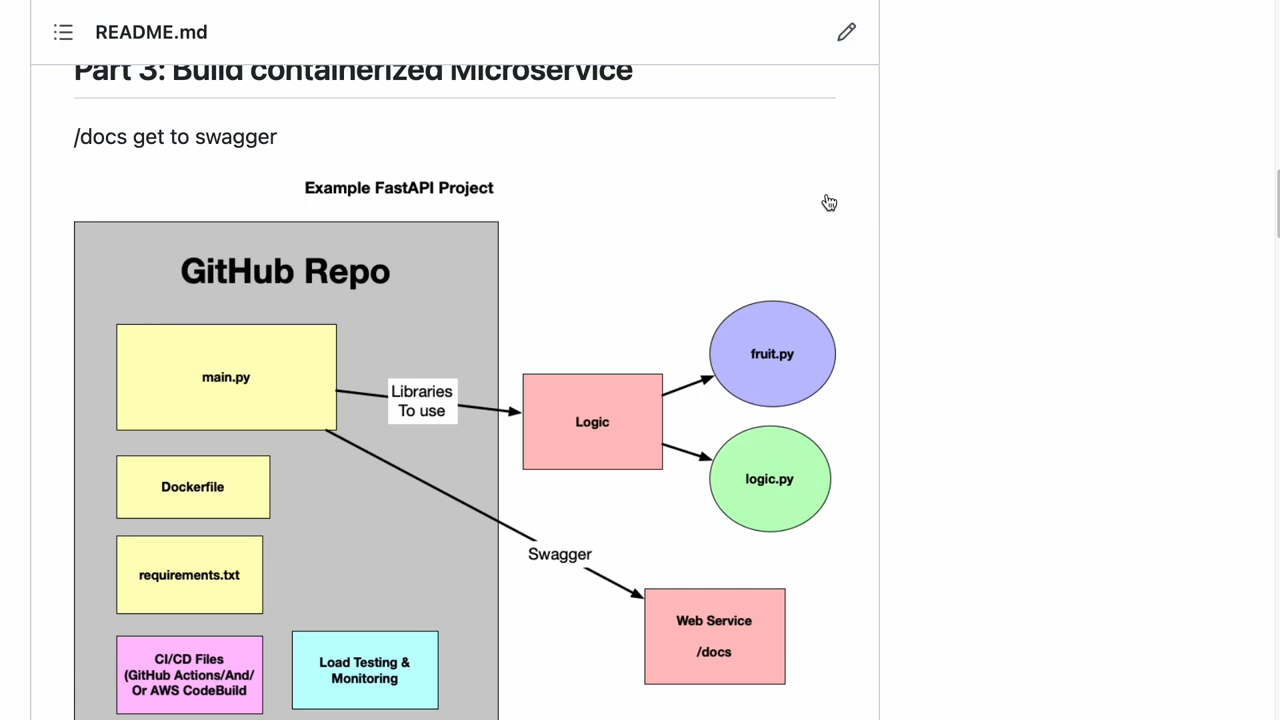 README.md
Part 3: Build containerized Microservice
/docs get to swagger
Example FastAPI Project
GitHub Repo
main.py
Libraries
To use
Logic
fruit.py
logic.py
Dockerfile
Swagger
requirements.txt
Web Service
/docs
CI/CD Files
(GitHub Actions/And/
Or AWS CodeBuild
Load Testing &
Monitoring